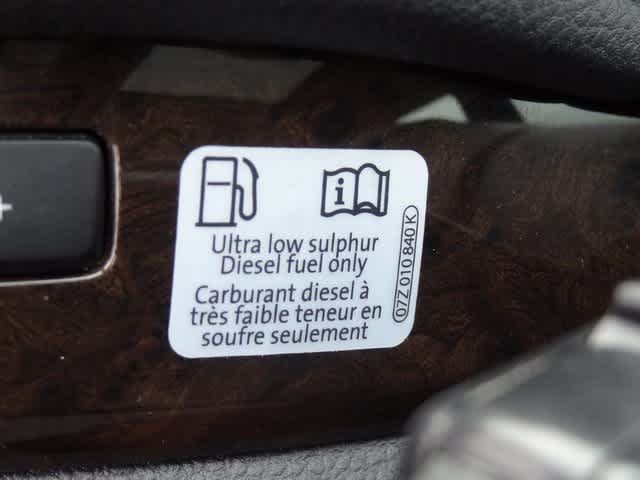 Ultra low sulphur
Diesel fuel only
Carburant diesel à
très faible teneur en
soufre seulement
07Z 010 840 K
i
+